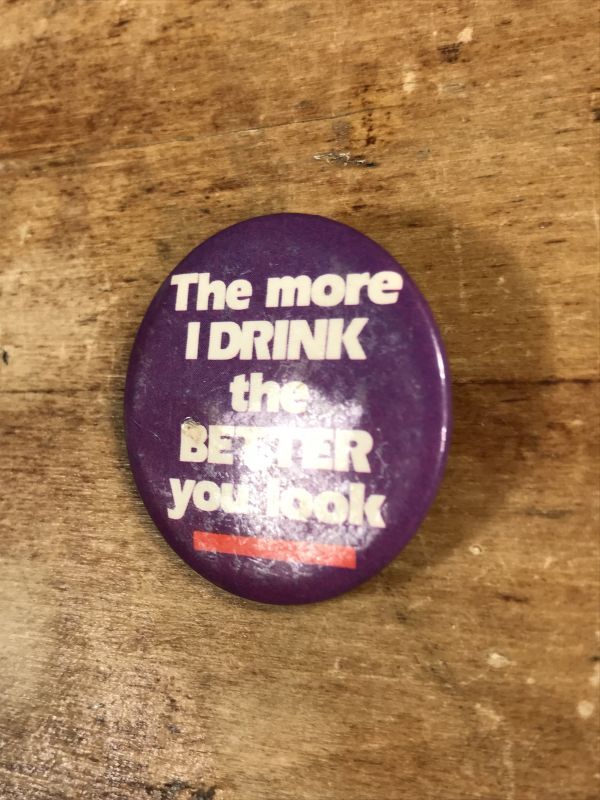 The more
I DRINK
the
BETTER
you look